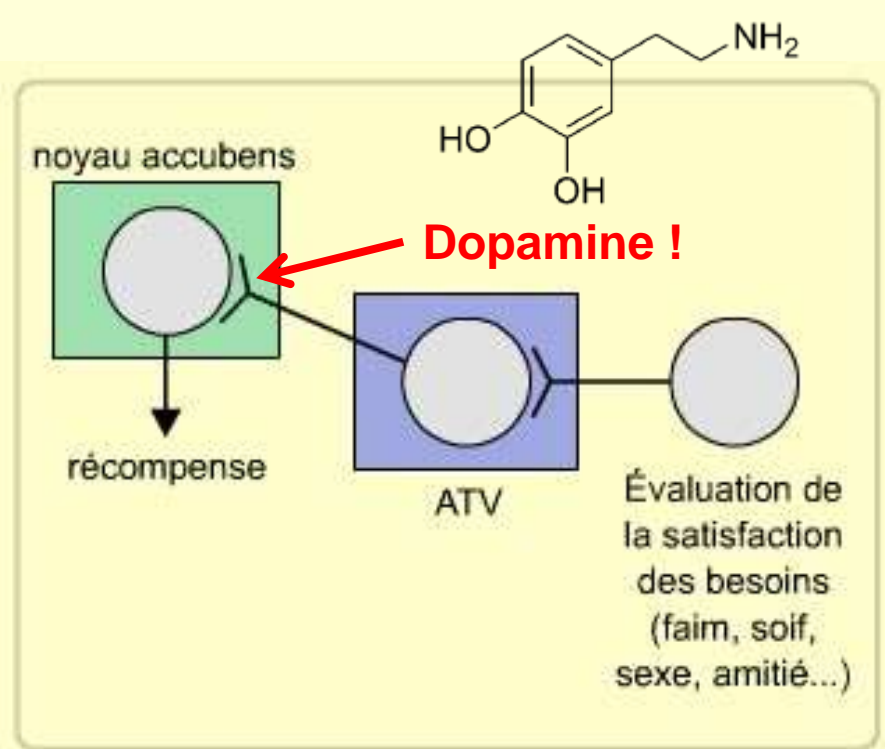 NH2
HO
OH
noyau accubens
Dopamine !
récompense
ATV
Évaluation de
la satisfaction
des besoins
(faim, soif,
sexe, amitié...)